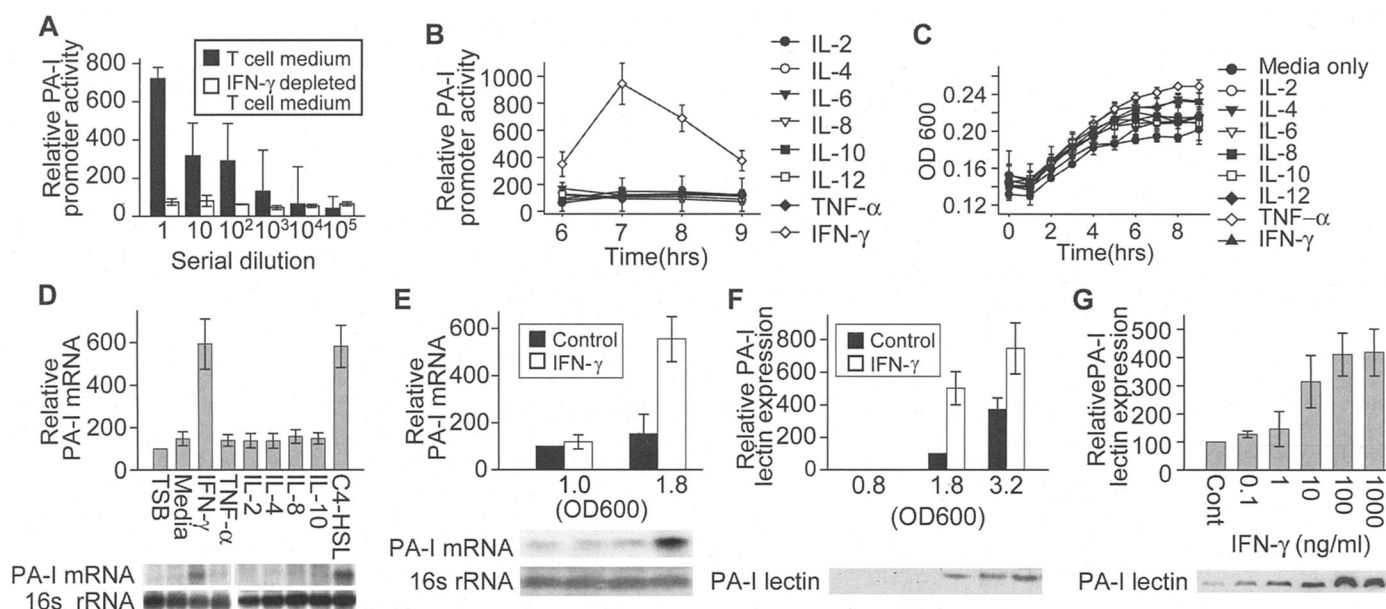 A
Relative PA-I
promoter activity
800
600
400
200
0
T cell medium
IFN-γ depleted
T cell medium
1 10 10² 10³ 10⁴ 10⁵
Serial dilution
B
Relative PA-I
promoter activity
1000
800
600
400
200
0
6 7 8 9
Time(hrs)
IL-2
IL-4
IL-6
IL-8
IL-10
IL-12
TNF-α
IFN-γ
C
OD 600
0.24
0.20
0.16
0.12
0 2 4 6 8
Time(hrs)
Media only
IL-2
IL-4
IL-6
IL-8
IL-10
IL-12
TNF-α
IFN-γ
D
Relative
PA-I mRNA
600
400
200
0
TSB
Media
IFN-γ
TNF-α
IL-2
IL-4
IL-8
IL-10
C4-HSL
PA-I mRNA
16s rRNA
E
Relative
PA-I mRNA
600
400
200
0
Control
IFN-γ
1.0 1.8
(OD600)
PA-I mRNA
16s rRNA
F
Relative PA-I
lectin expression
800
600
400
200
0
Control
IFN-γ
0.8 1.8 3.2
(OD600)
PA-I lectin
G
RelativePA-I
lectin expression
500
400
300
200
100
0
Cont
0.1
1
10
100
1000
IFN-γ (ng/ml)
PA-I lectin